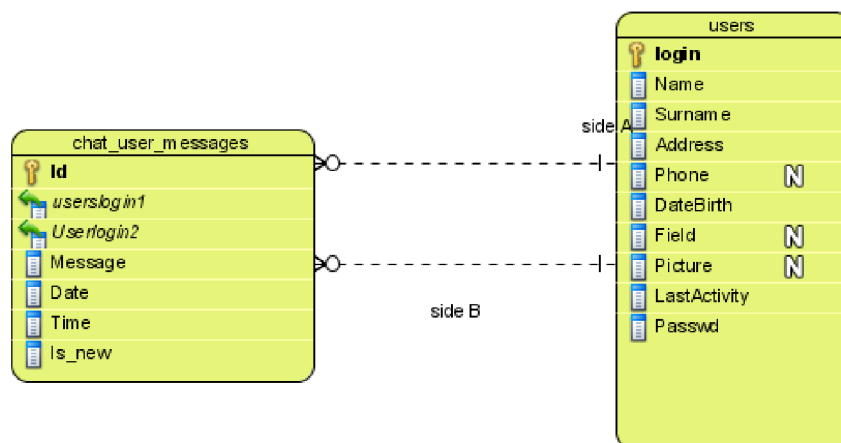 chat_user_messages
Id
userslogin1
Userlogin2
Message
Date
Time
Is_new
side A
side B
users
login
Name
Surname
Address
Phone N
DateBirth
Field N
Picture N
LastActivity
Passwd